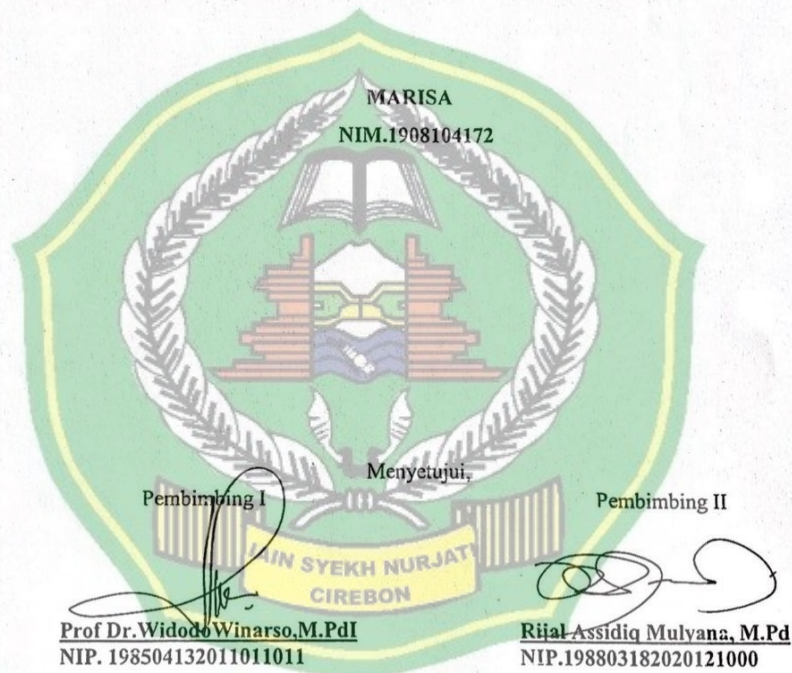 MARISA
NIM.1908104172
Menyetujui,
Pembimbing I
Pembimbing II
IAIN SYEKH NURJATI
CIREBON
Prof Dr.Widodo Winarso,M.PdI
NIP. 198504132011011011
Rijal Assidiq Mulyana, M.Pd
NIP.198803182020121000